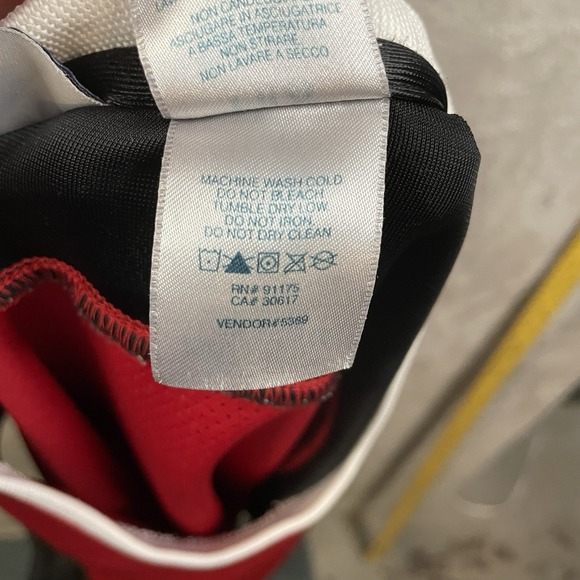 NON CANDEGGIARE
ASCIUGARE IN ASCIUGATRICE
A BASSA TEMPERATURA
NON STIRARE
NON LAVARE A SECCO
MACHINE WASH COLD
DO NOT BLEACH
TUMBLE DRY LOW
DO NOT IRON.
DO NOT DRY CLEAN
RN# 91175
CA# 30617
VENDOR#5389